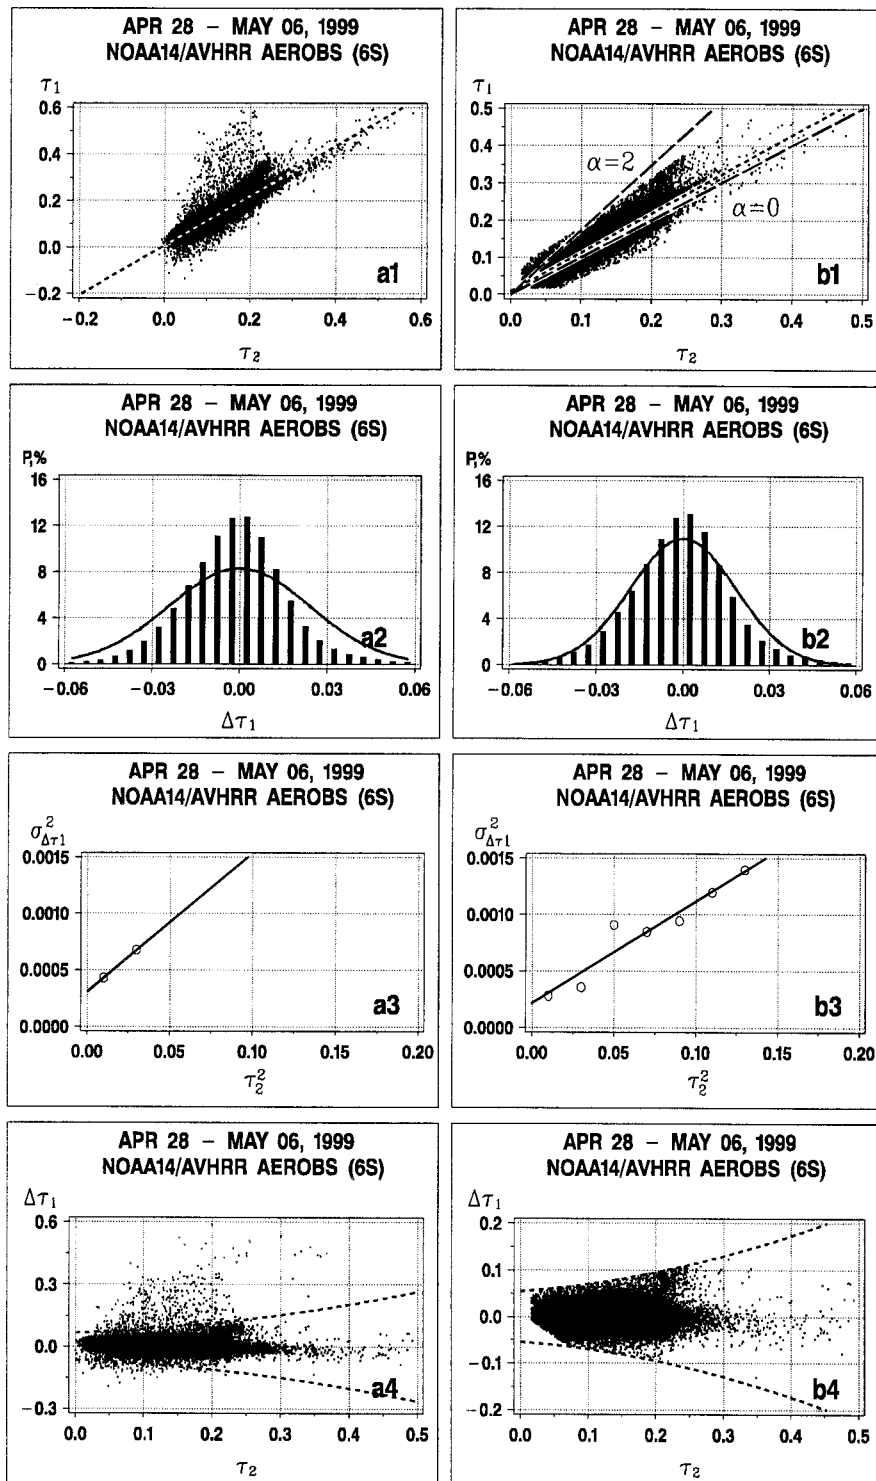 APR 28 – MAY 06, 1999
NOAA14/AVHRR AEROBS (6S)
τ1
0.6
0.4
0.2
0.0
−0.2
a1
−0.2 0.0 0.2 0.4 0.6
τ2
APR 28 – MAY 06, 1999
NOAA14/AVHRR AEROBS (6S)
τ1
0.5
0.4
0.3
0.2
0.1
0.0
α=2
α=0
b1
0.0 0.1 0.2 0.3 0.4 0.5
τ2
APR 28 – MAY 06, 1999
NOAA14/AVHRR AEROBS (6S)
P,%
16
12
8
4
0
a2
−0.06 −0.03 0.00 0.03 0.06
Δτ1
APR 28 – MAY 06, 1999
NOAA14/AVHRR AEROBS (6S)
P,%
16
12
8
4
0
b2
−0.06 −0.03 0.00 0.03 0.06
Δτ1
APR 28 – MAY 06, 1999
NOAA14/AVHRR AEROBS (6S)
σ²Δτ1
0.0015
0.0010
0.0005
0.0000
a3
0.00 0.05 0.10 0.15 0.20
τ2²
APR 28 – MAY 06, 1999
NOAA14/AVHRR AEROBS (6S)
σ²Δτ1
0.0015
0.0010
0.0005
0.0000
b3
0.00 0.05 0.10 0.15 0.20
τ2²
APR 28 – MAY 06, 1999
NOAA14/AVHRR AEROBS (6S)
Δτ1
0.6
0.3
0.0
−0.3
a4
0.0 0.1 0.2 0.3 0.4 0.5
τ2
APR 28 – MAY 06, 1999
NOAA14/AVHRR AEROBS (6S)
Δτ1
0.2
0.1
0.0
−0.1
−0.2
b4
0.0 0.1 0.2 0.3 0.4 0.5
τ2